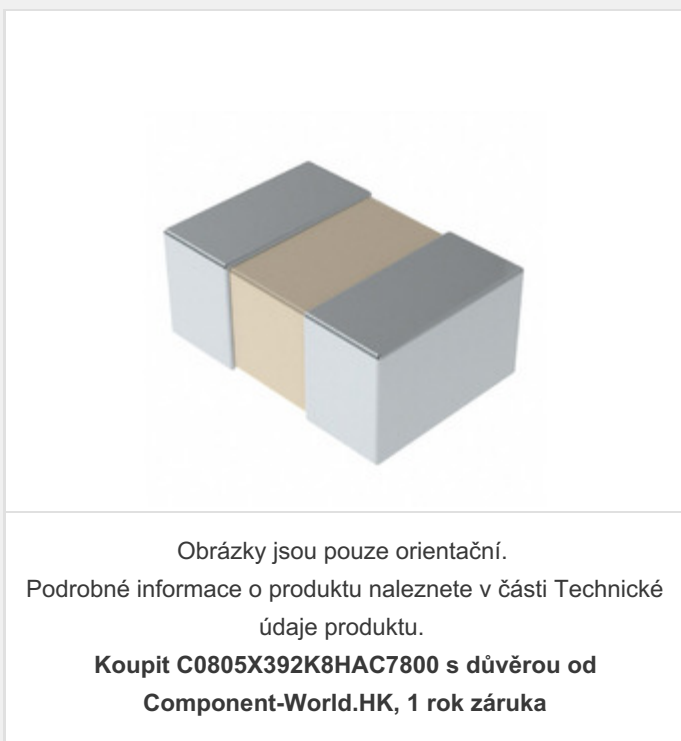 Obrázky jsou pouze orientační.
Podrobné informace o produktu naleznete v části Technické
údaje produktu.
Koupit C0805X392K8HAC7800 s důvěrou od
Component-World.HK, 1 rok záruka